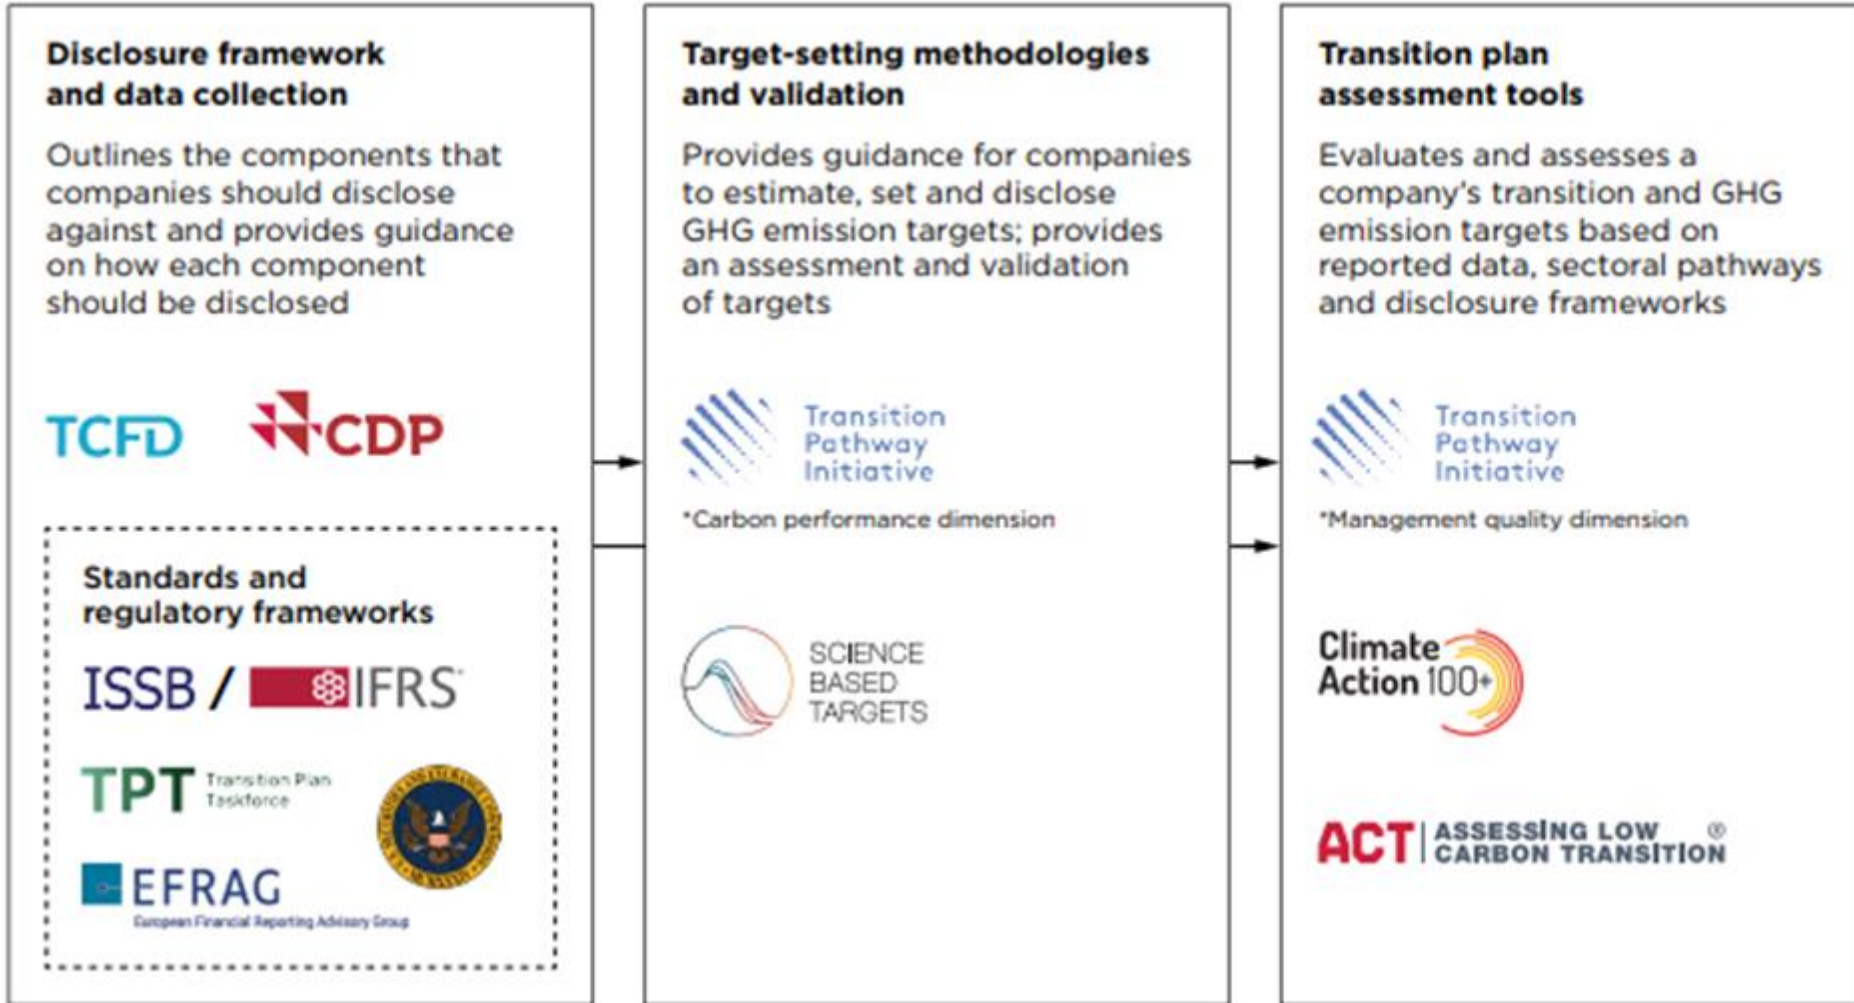 Disclosure framework
and data collection
Outlines the components that
companies should disclose
against and provides guidance
on how each component
should be disclosed
TCFD
CDP
Standards and
regulatory frameworks
ISSB / IFRS
TPT Transition Plan
Taskforce
EFRAG
European Financial Reporting Advisory Group
Target-setting methodologies
and validation
Provides guidance for companies
to estimate, set and disclose
GHG emission targets; provides
an assessment and validation
of targets
Transition
Pathway
Initiative
*Carbon performance dimension
SCIENCE
BASED
TARGETS
Transition plan
assessment tools
Evaluates and assesses a
company's transition and GHG
emission targets based on
reported data, sectoral pathways
and disclosure frameworks
Transition
Pathway
Initiative
*Management quality dimension
Climate
Action 100+
ACT ASSESSING LOW ®
CARBON TRANSITION